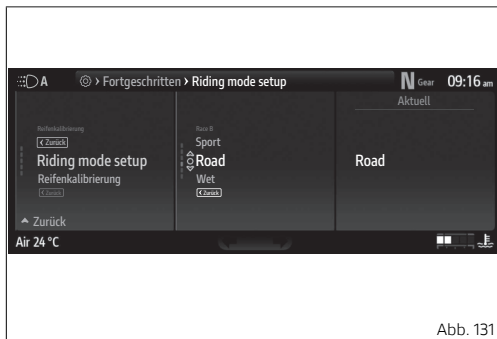 A
> Fortgeschritten > Riding mode setup
N Gear
09:16 am
Reifenkalibrierung
< Zurück
Riding mode setup
Reifenkalibrierung
< Zurück
Zurück
Race B
Sport
Road
Wet
< Zurück
Aktuell
Road
Air 24 °C
Abb. 131